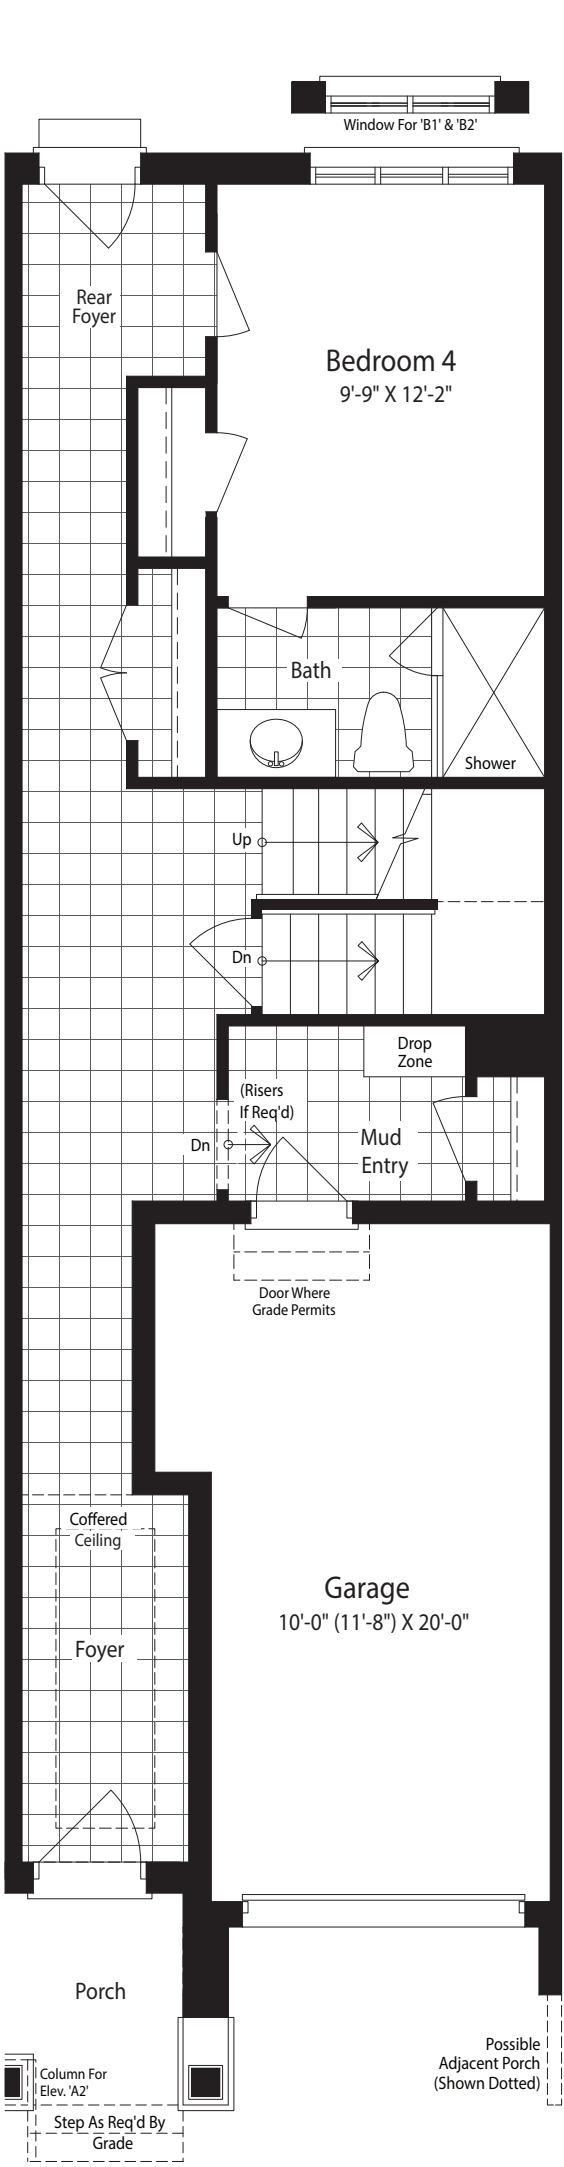 Window For 'B1' & 'B2'
Rear
Foyer
Bedroom 4
9'-9" X 12'-2"
Bath
Shower
Up
Dn
Drop
Zone
(Risers
If Req'd)
Dn
Mud
Entry
Door Where
Grade Permits
Coffered
Ceiling
Garage
10'-0" (11'-8") X 20'-0"
Foyer
Porch
Possible
Adjacent Porch
(Shown Dotted)
Column For
Elev. 'A2'
Step As Req'd By
Grade